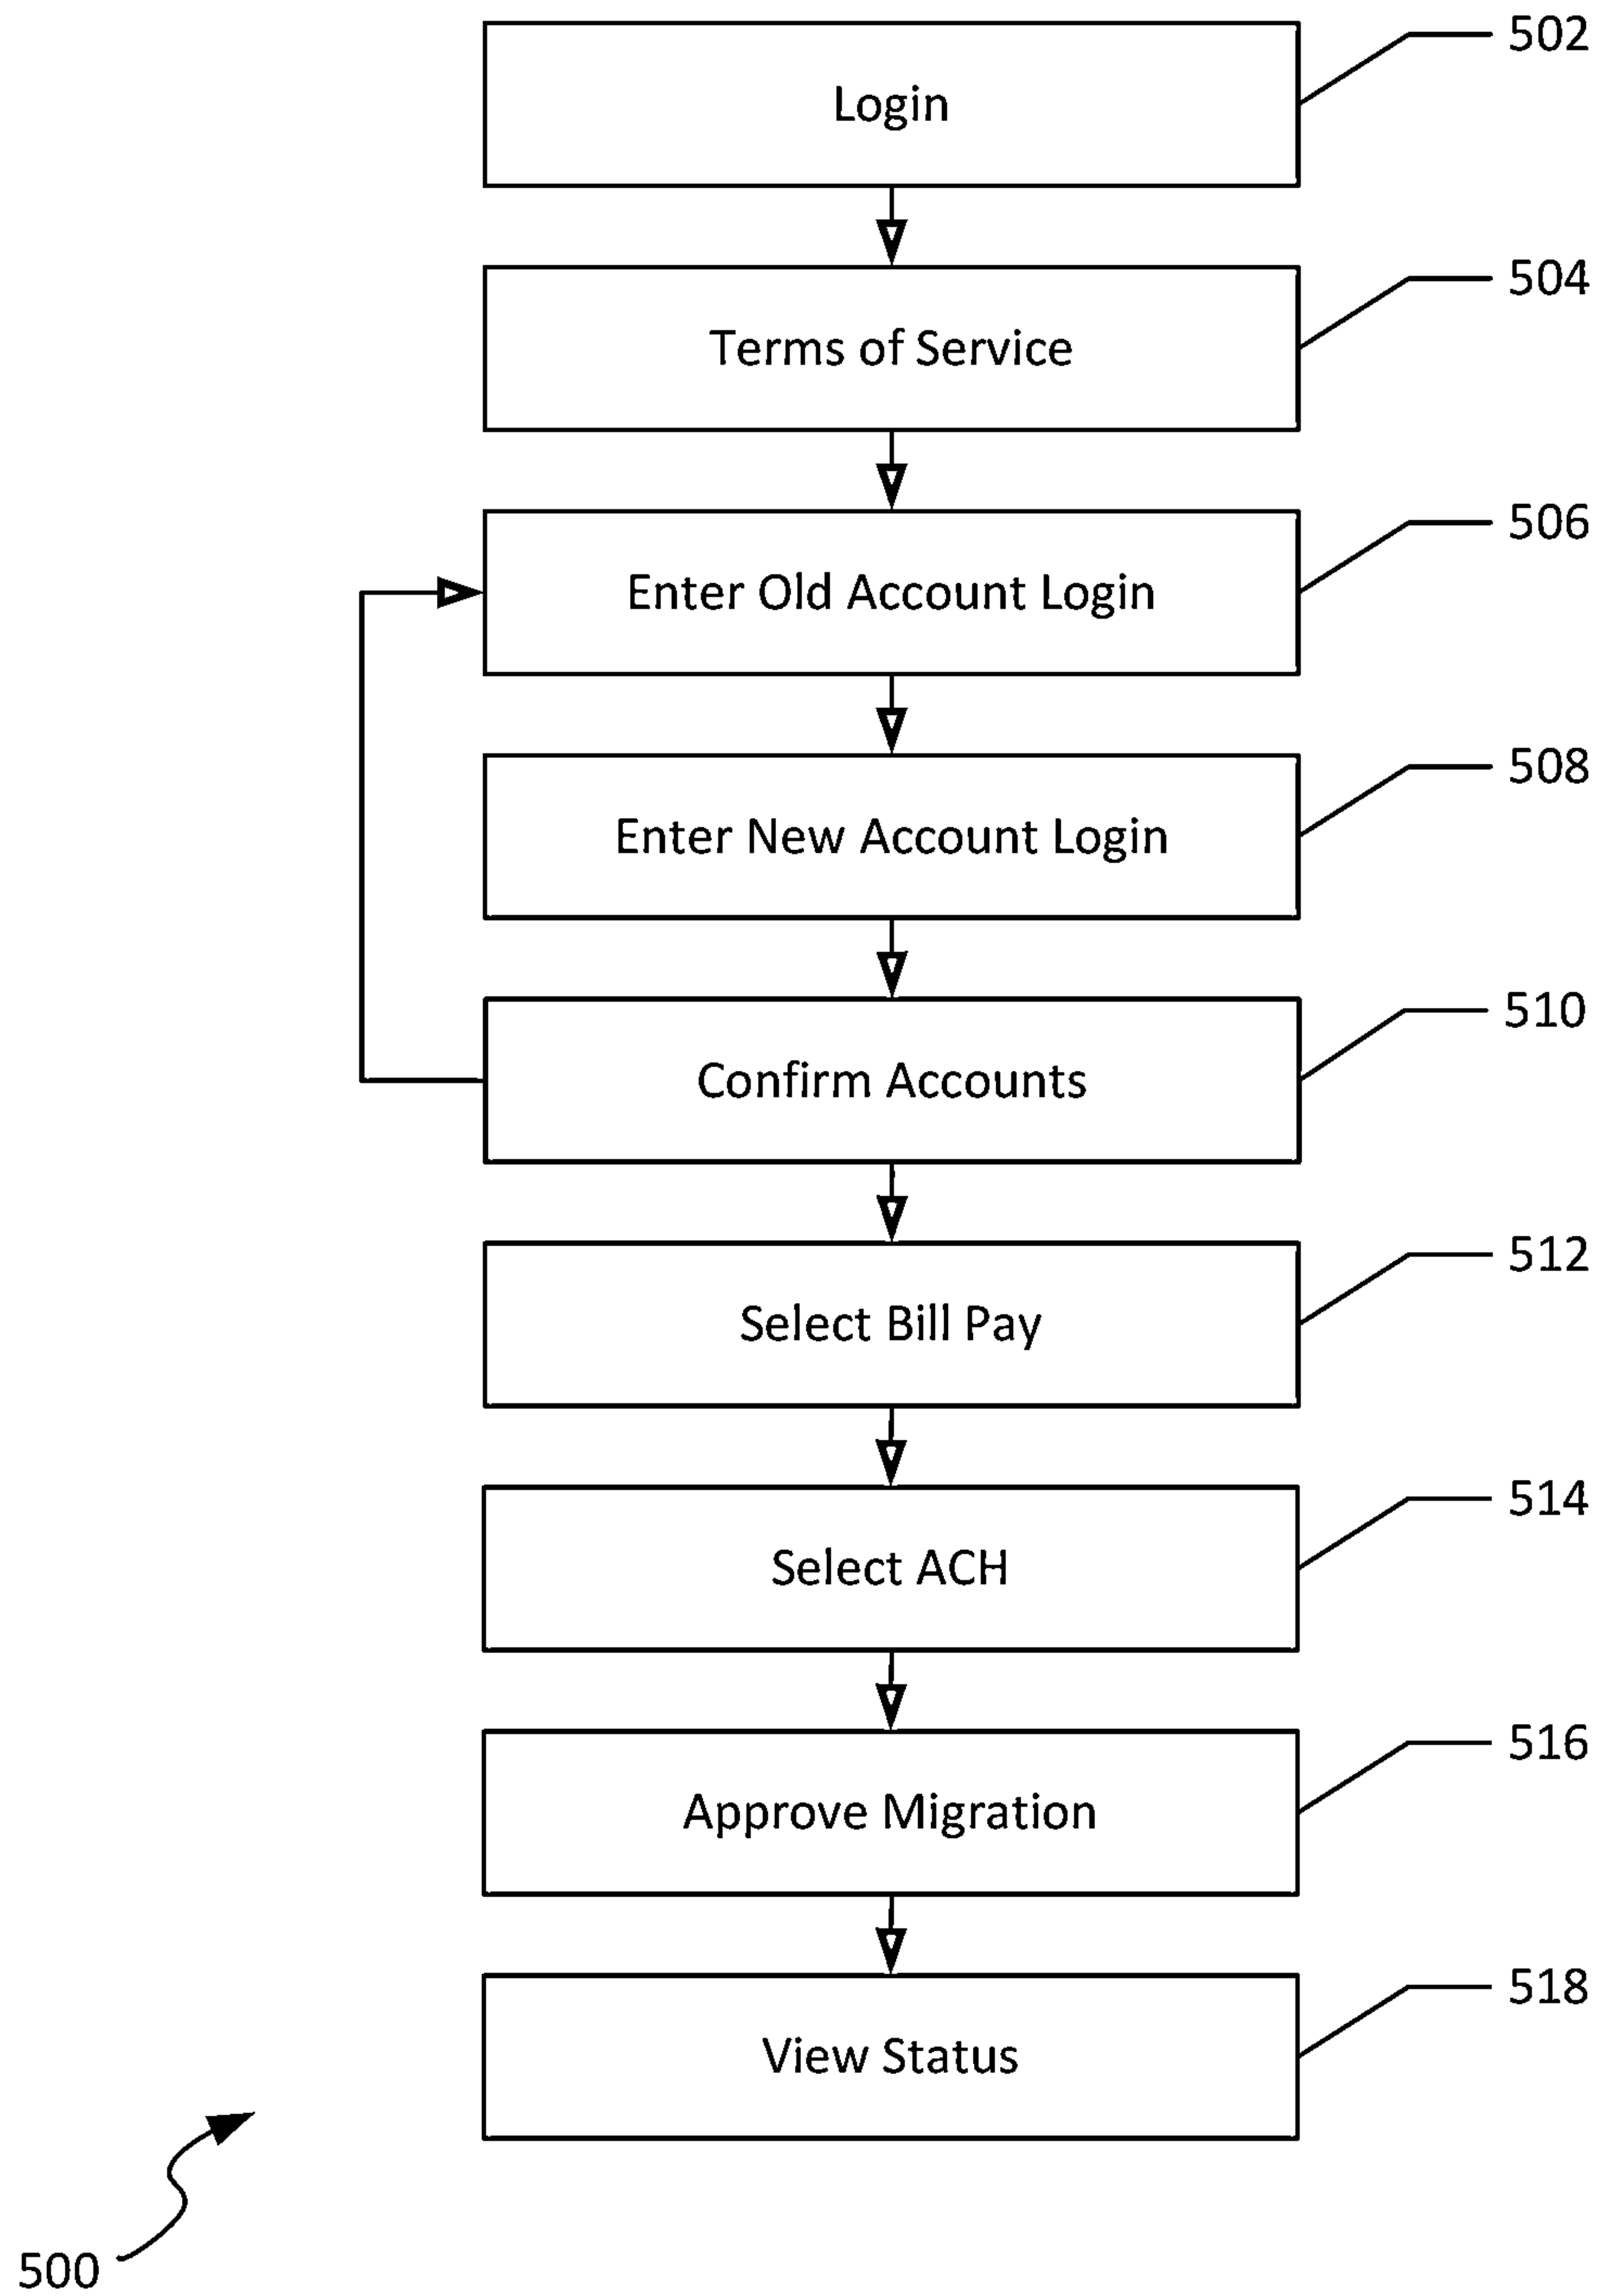 502
Login
504
Terms of Service
506
Enter Old Account Login
508
Enter New Account Login
510
Confirm Accounts
512
Select Bill Pay
514
Select ACH
516
Approve Migration
518
View Status
500